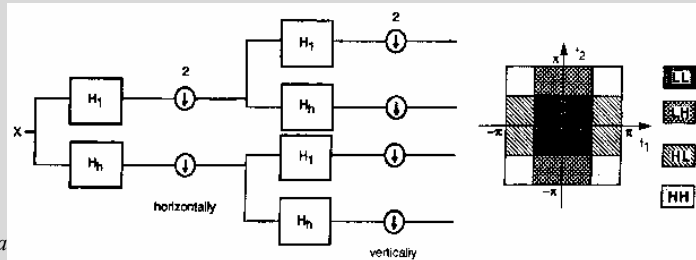 2
H1
2
H1
Hh
X
H1
Hh
Hh
horizontally
vertically
π
f2
-π
π
f1
-π
LL
LH
HL
HH
a